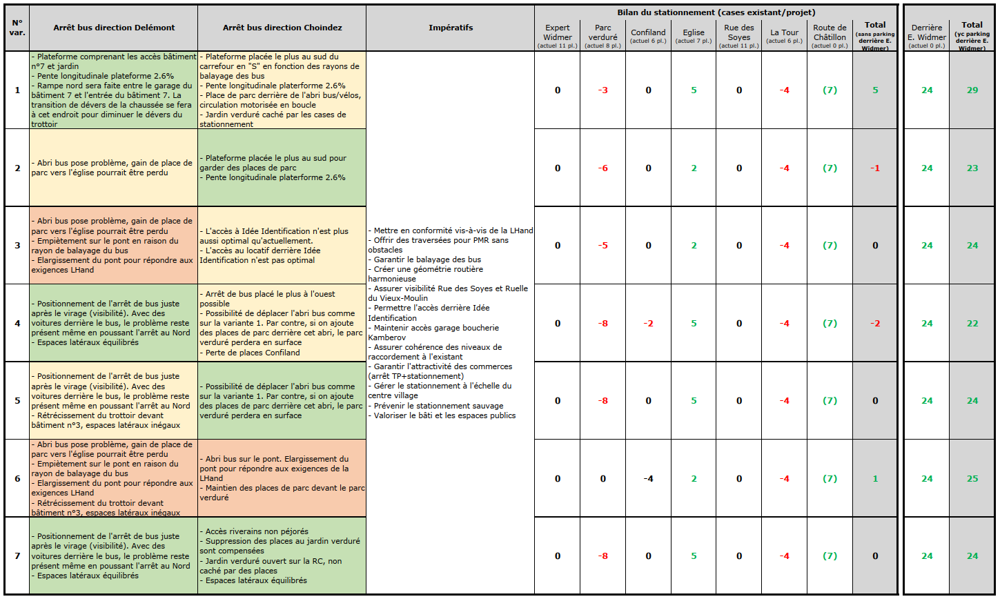 N° var.
Arrêt bus direction Delémont
Arrêt bus direction Choindez
Impératifs
Bilan du stationnement (cases existant/projet)
Expert Widmer (actuel 11 pl.)
Parc verduré (actuel 8 pl.)
Confiland (actuel 6 pl.)
Eglise (actuel 7 pl.)
Rue des Soyes (actuel 11 pl.)
La Tour (actuel 6 pl.)
Route de Châtillon (actuel 0 pl.)
Total (sans parking derrière E. Widmer)
Derrière E. Widmer (actuel 0 pl.)
Total (yc parking derrière E. Widmer)
1
- Plateforme comprenant les accès bâtiment
n°7 et jardin
- Pente longitudinale plateforme 2.6%
- Rampe nord sera faite entre le garage du
bâtiment 7 et l'entrée du bâtiment 7. La
transition de dévers de la chaussée se fera
à cet endroit pour diminuer le dévers du
trottoir
- Plateforme placée le plus au sud du
carrefour en "S" en fonction des rayons de
balayage des bus
- Pente longitudinale platerforme 2.6%
- Place de parc derrière de l'abri bus/vélos,
circulation motorisée en boucle
- Jardin verduré caché par les cases de
stationnement
0 -3 0 5 0 -4 (7) 5 24 29
2
- Abri bus pose problème, gain de place de
parc vers l'église pourrait être perdu
- Plateforme placée le plus au sud pour
garder des places de parc
- Pente longitudinale platerforme 2.6%
0 -6 0 2 0 -4 (7) -1 24 23
3
- Abri bus pose problème, gain de place de
parc vers l'église pourrait être perdu
- Empiètement sur le pont en raison du
rayon de balayage du bus
- Elargissement du pont pour répondre aux
exigences LHand
- L'accès à Idée Identification n'est plus
aussi optimal qu'actuellement.
- L'accès au locatif derrière Idée
Identification n'est pas optimal
- Mettre en conformité vis-à-vis de la LHand
- Offrir des traversées pour PMR sans
obstacles
- Garantir le balayage des bus
- Créer une géométrie routière
harmonieuse
- Assurer visibilité Rue des Soyes et Ruelle
du Vieux-Moulin
- Permettre l'accès derrière Idée
Identification
- Maintenir accès garage boucherie
Kamberov
- Assurer cohérence des niveaux de
raccordement à l'existant
- Garantir l'attractivité des commerces
(arrêt TP+stationnement)
- Gérer le stationnement à l'échelle du
centre village
- Prévenir le stationnement sauvage
- Valoriser le bâti et les espaces publics
0 -5 0 2 0 -4 (7) 0 24 24
4
- Positionnement de l'arrêt de bus juste
après le virage (visibilité). Avec des
voitures derrière le bus, le problème reste
présent même en poussant l'arrêt au Nord
- Espaces latéraux équilibrés
- Arrêt de bus placé le plus à l'ouest
possible
- Possibilité de déplacer l'abri bus comme
sur la variante 1. Par contre, si on ajoute
des places de parc derrière cet abri, le parc
verduré perdera en surface
- Perte de places Confiland
0 -8 -2 5 0 -4 (7) -2 24 22
5
- Positionnement de l'arrêt de bus juste
après le virage (visibilité). Avec des
voitures derrière le bus, le problème reste
présent même en poussant l'arrêt au Nord
- Rétrécissement du trottoir devant
bâtiment n°3, espaces latéraux inégaux
- Possibilité de déplacer l'abri bus comme
sur la variante 1. Par contre, si on ajoute
des places de parc derrière cet abri, le parc
verduré perdera en surface
0 -8 0 5 0 -4 (7) 0 24 24
6
- Abri bus pose problème, gain de place de
parc vers l'église pourrait être perdu
- Empiètement sur le pont en raison du
rayon de balayage du bus
- Elargissement du pont pour répondre aux
exigences LHand
- Rétrécissement du trottoir devant
bâtiment n°3, espaces latéraux inégaux
- Abri bus sur le pont. Elargissement du
pont pour répondre aux exigences de la
LHand
- Maintien des places de parc devant le parc
verduré
0 0 -4 2 0 -4 (7) 1 24 25
7
- Positionnement de l'arrêt de bus juste
après le virage (visibilité). Avec des
voitures derrière le bus, le problème reste
présent même en poussant l'arrêt au Nord
- Espaces latéraux équilibrés
- Accès riverains non péjorés
- Suppression des places au jardin verduré
sont compensées
- Jardin verduré ouvert sur la RC, non
caché par des places
- Espaces latéraux équilibrés
0 -8 0 5 0 -4 (7) 0 24 24